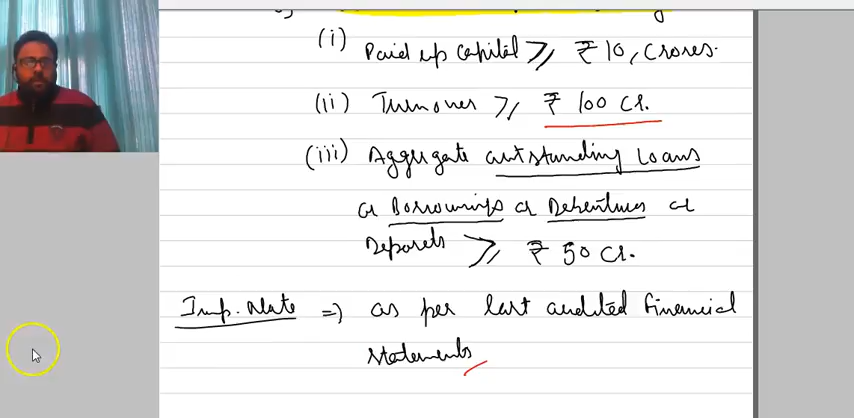 (i) Paid up Capital ⩾ ₹ 10, Crores.
(ii) Turnover ⩾ ₹ 100 Cr.
(iii) Aggregate outstanding Loans
or Borrowings or Debentures or
Deposits ⩾ ₹ 50 Cr.
Imp. Note => as per last audited financial
statements